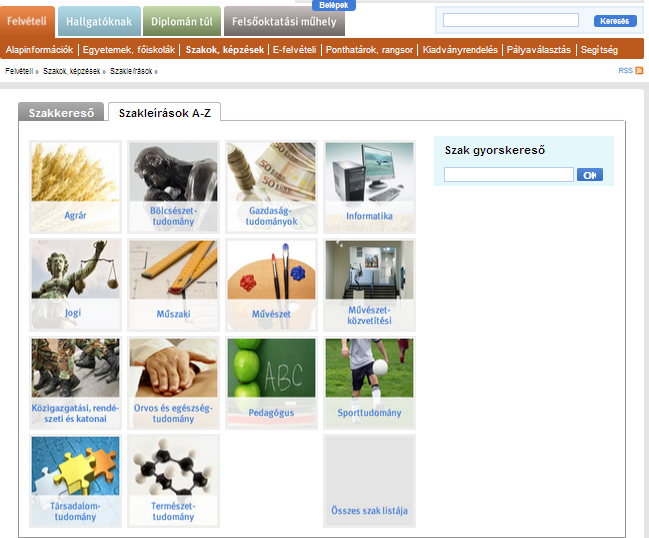 Belépek
Felvételi
Hallgatóknak
Diplomán túl
Felsőoktatási műhely
Keresés
Alapinformációk
Egyetemek, főiskolák
Szakok, képzések
E-felvételi
Ponthatárok, rangsor
Kiadványrendelés
Pályaválasztás
Segítség
Felvételi » Szakok, képzések » Szakleírások »
RSS
Szakkereső
Szakleírások A-Z
Szak gyorskereső
OK
Agrár
Bölcsészet-
tudomány
Gazdaság-
tudományok
Informatika
Jogi
Műszaki
Művészet
Művészet-
közvetítési
Közigazgatási, rendé-
szeti és katonai
Orvos és egészség-
tudomány
ABC
Pedagógus
Sporttudomány
Társadalom-
tudomány
Természet-
tudomány
Összes szak listája